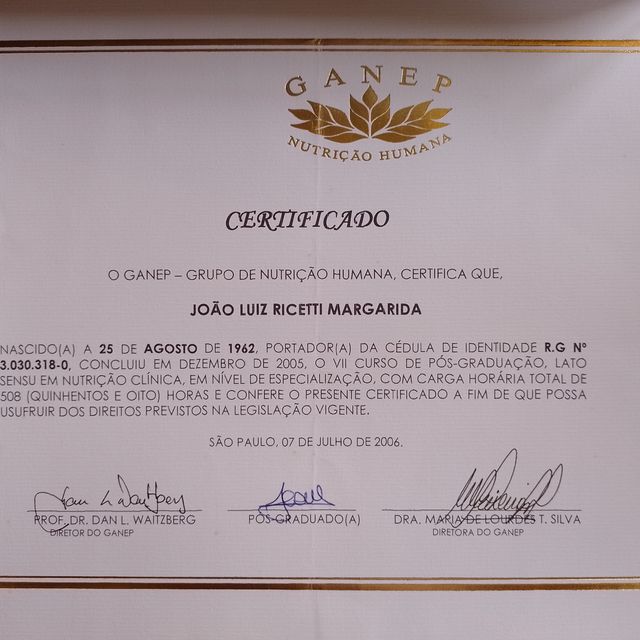 GANEP
NUTRIÇÃO HUMANA
CERTIFICADO
O GANEP – GRUPO DE NUTRIÇÃO HUMANA, CERTIFICA QUE,
JOÃO LUIZ RICETTI MARGARIDA
NASCIDO(A) A 25 DE AGOSTO DE 1962, PORTADOR(A) DA CÉDULA DE IDENTIDADE R.G Nº
3.030.318-0, CONCLUIU EM DEZEMBRO DE 2005, O VII CURSO DE PÓS-GRADUAÇÃO, LATO
SENSU EM NUTRIÇÃO CLÍNICA, EM NÍVEL DE ESPECIALIZAÇÃO, COM CARGA HORÁRIA TOTAL DE
508 (QUINHENTOS E OITO) HORAS E CONFERE O PRESENTE CERTIFICADO A FIM DE QUE POSSA
USUFRUIR DOS DIREITOS PREVISTOS NA LEGISLAÇÃO VIGENTE.
SÃO PAULO, 07 DE JULHO DE 2006.
PROF. DR. DAN L. WAITZBERG PÓS-GRADUADO(A) DRA. MARIA DE LOURDES T. SILVA
DIRETOR DO GANEP DIRETORA DO GANEP